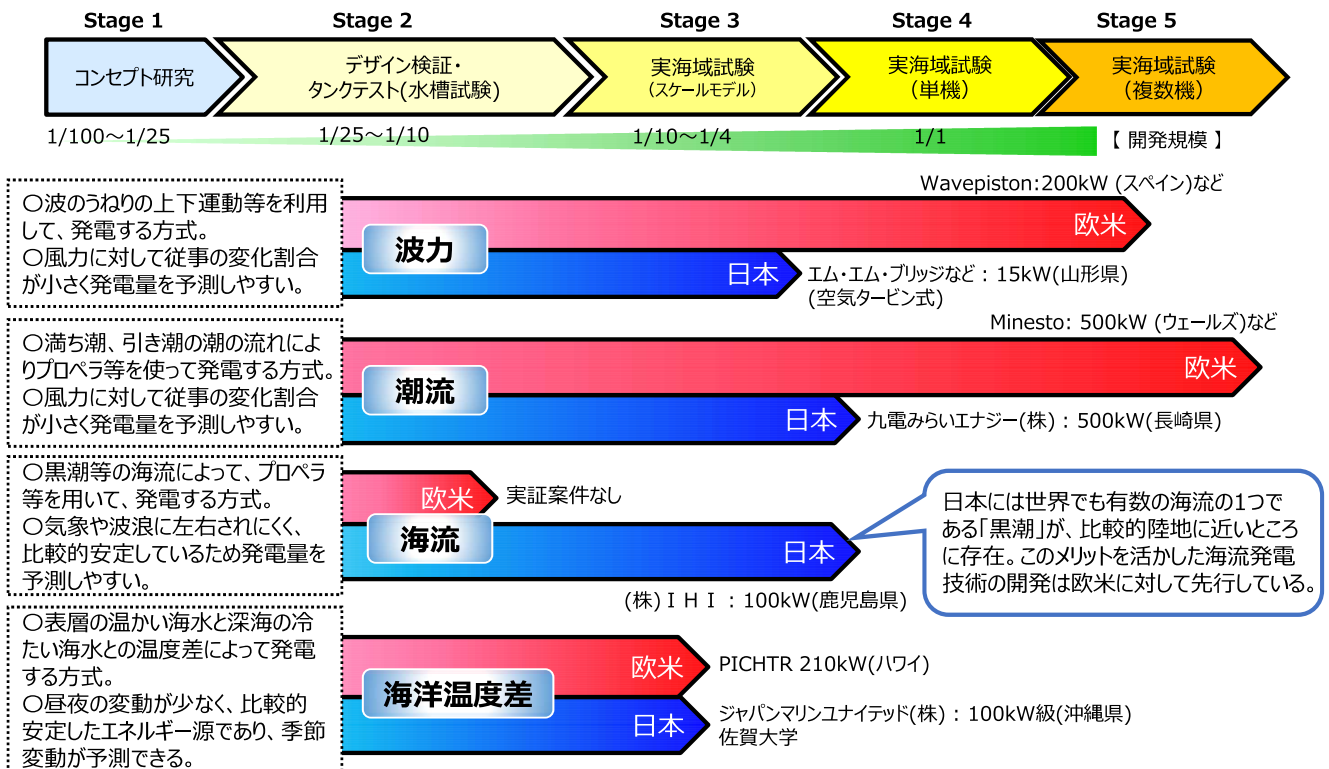 Stage 1
Stage 2
Stage 3
Stage 4
Stage 5
コンセプト研究
デザイン検証・
タンクテスト(水槽試験)
実海域試験
(スケールモデル)
実海域試験
(単機)
実海域試験
(複数機)
1/100～1/25
1/25～1/10
1/10～1/4
1/1
【 開発規模 】
〇波のうねりの上下運動等を利用
して、発電する方式。
〇風力に対して従事の変化割合
が小さく発電量を予測しやすい。
波力
Wavepiston:200kW (スペイン)など
欧米
日本
エム・エム・ブリッジなど：15kW(山形県)
(空気タービン式)
〇満ち潮、引き潮の潮の流れによ
りプロペラ等を使って発電する方式。
〇風力に対して従事の変化割合
が小さく発電量を予測しやすい。
潮流
Minesto: 500kW (ウェールズ)など
欧米
日本
九電みらいエナジー(株)：500kW(長崎県)
〇黒潮等の海流によって、プロペラ
等を用いて、発電する方式。
〇気象や波浪に左右されにくく、
比較的安定しているため発電量を
予測しやすい。
海流
欧米
実証案件なし
日本
(株)ＩＨＩ：100kW(鹿児島県)
日本には世界でも有数の海流の1つで
ある「黒潮」が、比較的陸地に近いところ
に存在。このメリットを活かした海流発電
技術の開発は欧米に対して先行している。
〇表層の温かい海水と深海の冷
たい海水との温度差によって発電
する方式。
〇昼夜の変動が少なく、比較的
安定したエネルギー源であり、季節
変動が予測できる。
海洋温度差
欧米
PICHTR 210kW(ハワイ)
日本
ジャパンマリンユナイテッド(株)：100kW級(沖縄県)
佐賀大学